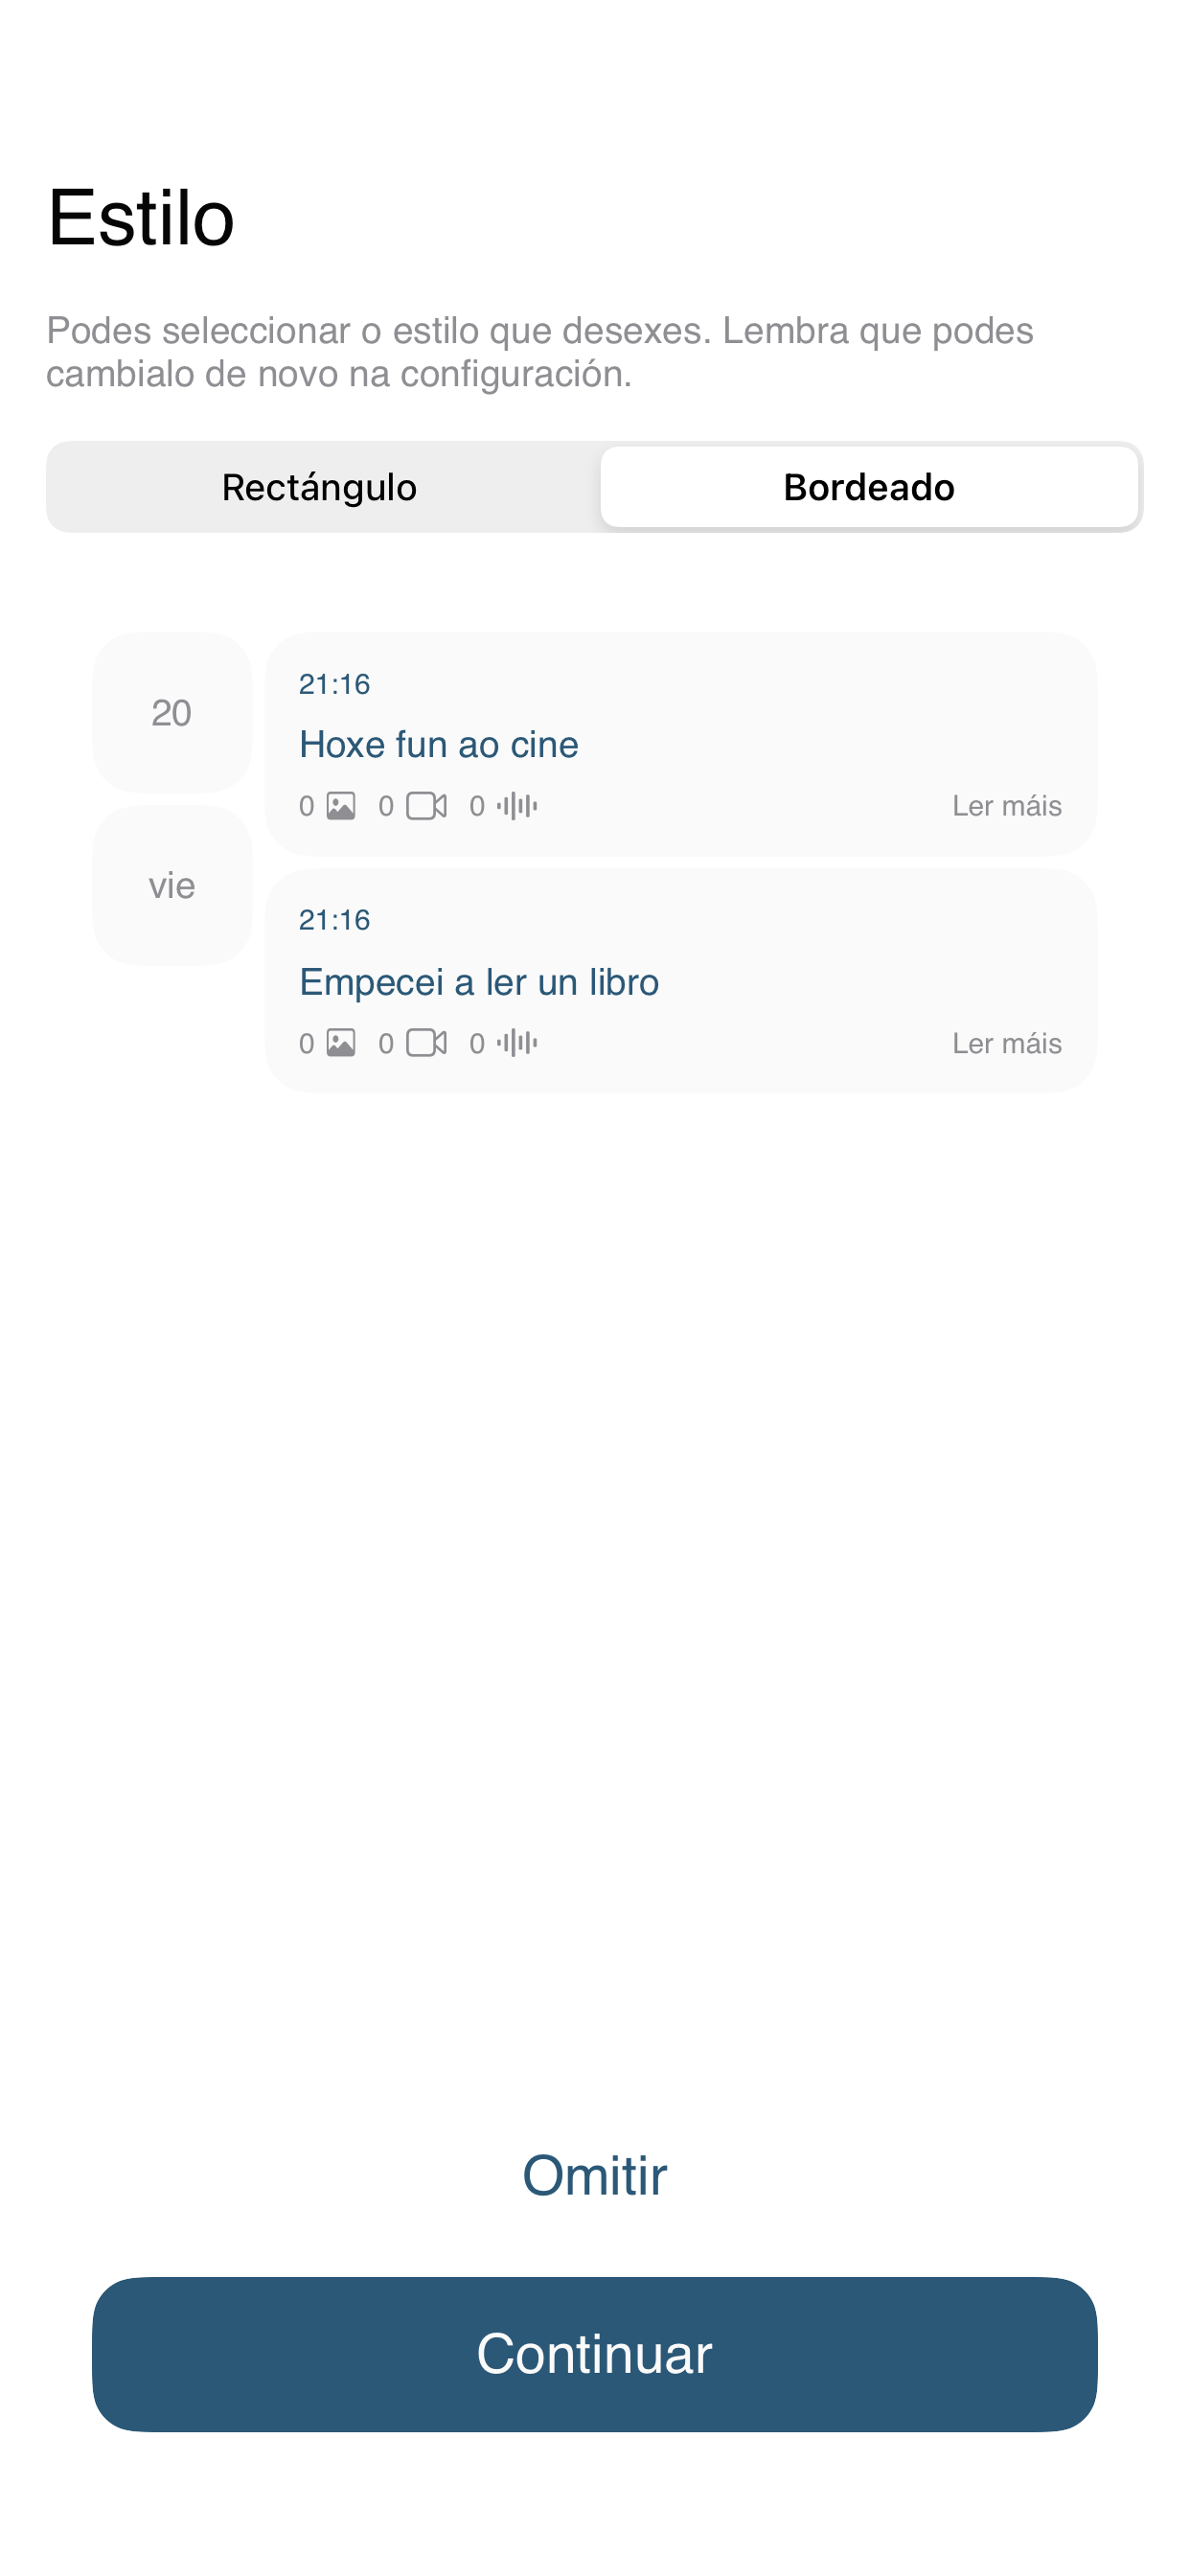 Estilo
Podes seleccionar o estilo que desexes. Lembra que podes
cambialo de novo na configuración.
Rectángulo
Bordeado
20
vie
21:16
Hoxe fun ao cine
0 0 0
Ler máis
21:16
Empecei a ler un libro
0 0 0
Ler máis
Omitir
Continuar